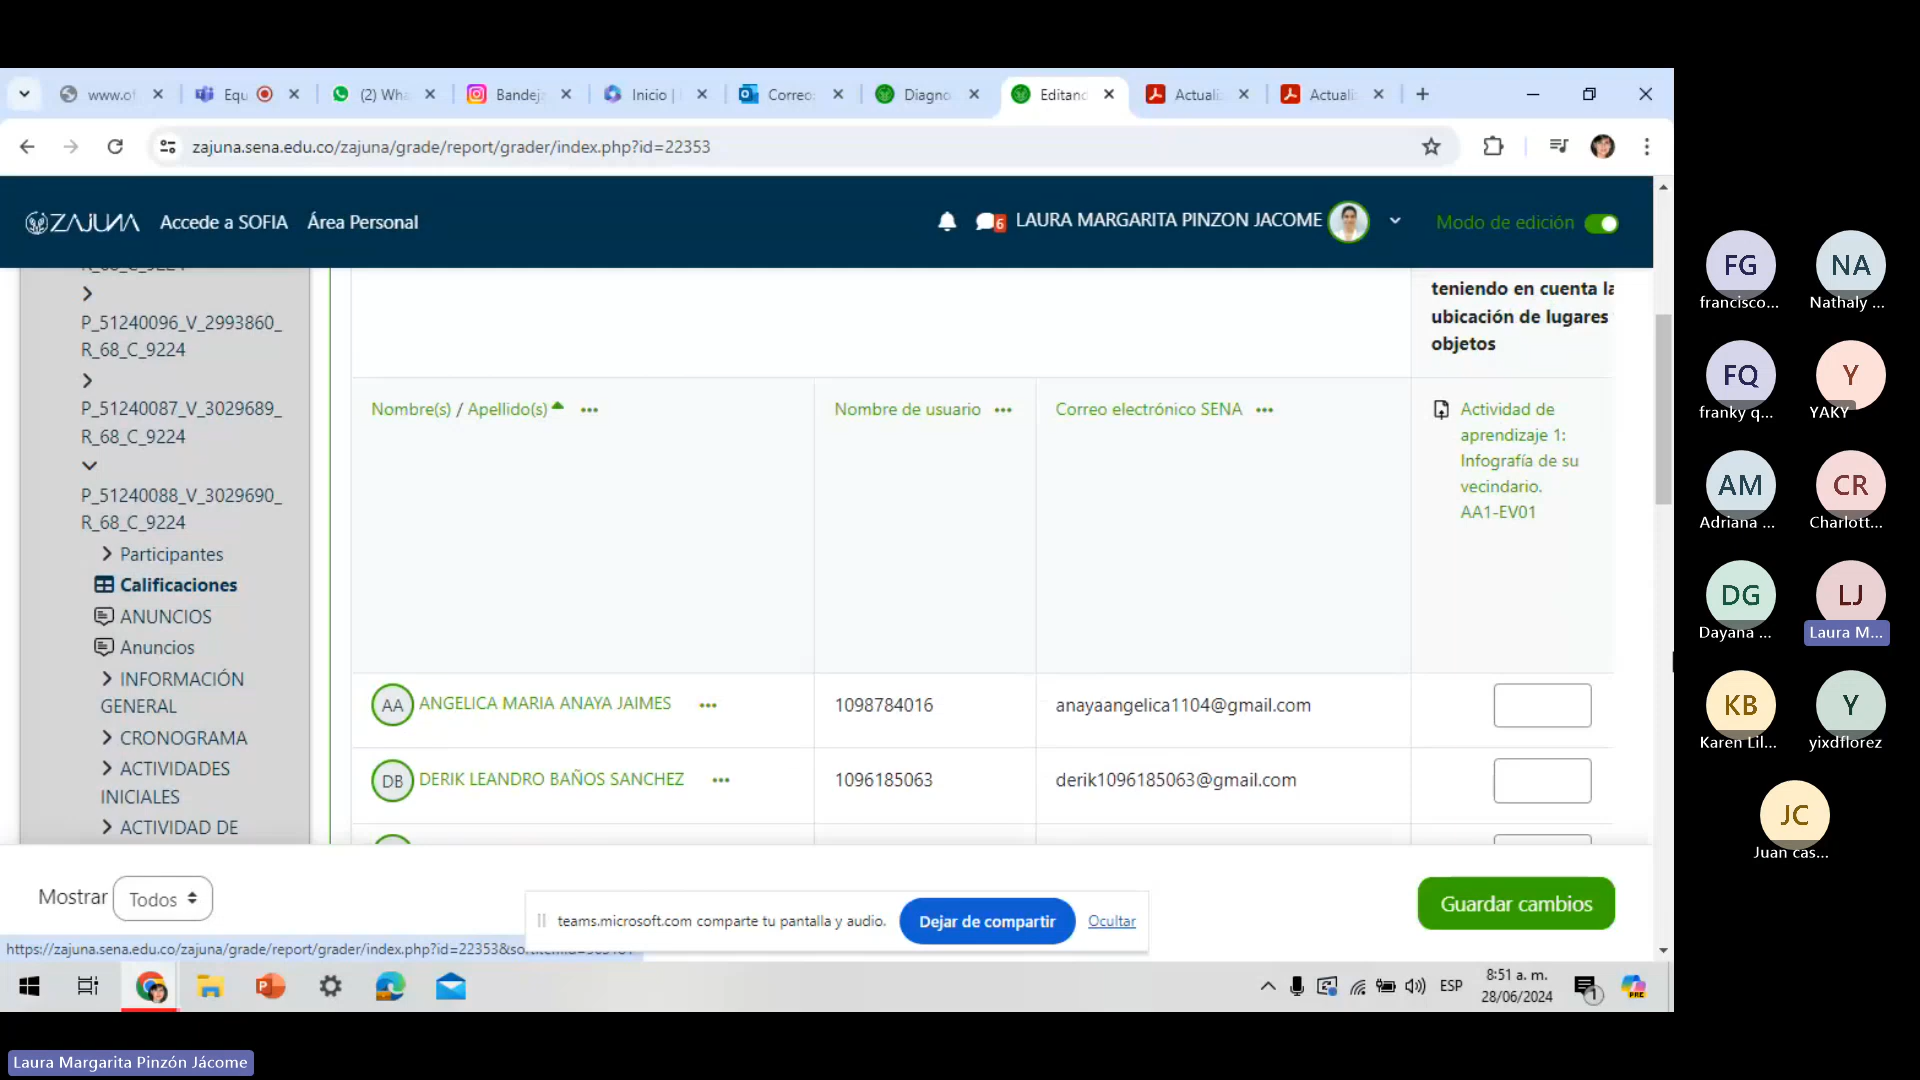 www.of
Equ
(2) Wha
Bandej
Inicio |
Correo:
Diagno
Editand
Actuali
Actuali
zajuna.sena.edu.co/zajuna/grade/report/grader/index.php?id=22353
ZAJUNA
Accede a SOFIA
Área Personal
6
LAURA MARGARITA PINZON JACOME
Modo de edición
R_68_C_9224
P_51240096_V_2993860_
R_68_C_9224
P_51240087_V_3029689_
R_68_C_9224
P_51240088_V_3029690_
R_68_C_9224
Participantes
Calificaciones
ANUNCIOS
Anuncios
INFORMACIÓN
GENERAL
CRONOGRAMA
ACTIVIDADES
INICIALES
ACTIVIDAD DE
teniendo en cuenta la
ubicación de lugares
objetos
Nombre(s) / Apellido(s)
Nombre de usuario
Correo electrónico SENA
Actividad de
aprendizaje 1:
Infografía de su
vecindario.
AA1-EV01
AA ANGELICA MARIA ANAYA JAIMES
1098784016
anayaangelica1104@gmail.com
DB DERIK LEANDRO BAÑOS SANCHEZ
1096185063
derik1096185063@gmail.com
Mostrar
Todos
teams.microsoft.com comparte tu pantalla y audio.
Dejar de compartir
Ocultar
Guardar cambios
https://zajuna.sena.edu.co/zajuna/grade/report/grader/index.php?id=22353&so
ESP
8:51 a. m.
28/06/2024
1
PRE
FG
francisco...
NA
Nathaly ...
FQ
franky q...
Y
YAKY
AM
Adriana ...
CR
Charlott...
DG
Dayana ...
LJ
Laura M...
KB
Karen Lil...
Y
yixdflorez
JC
Juan cas...
Laura Margarita Pinzón Jácome